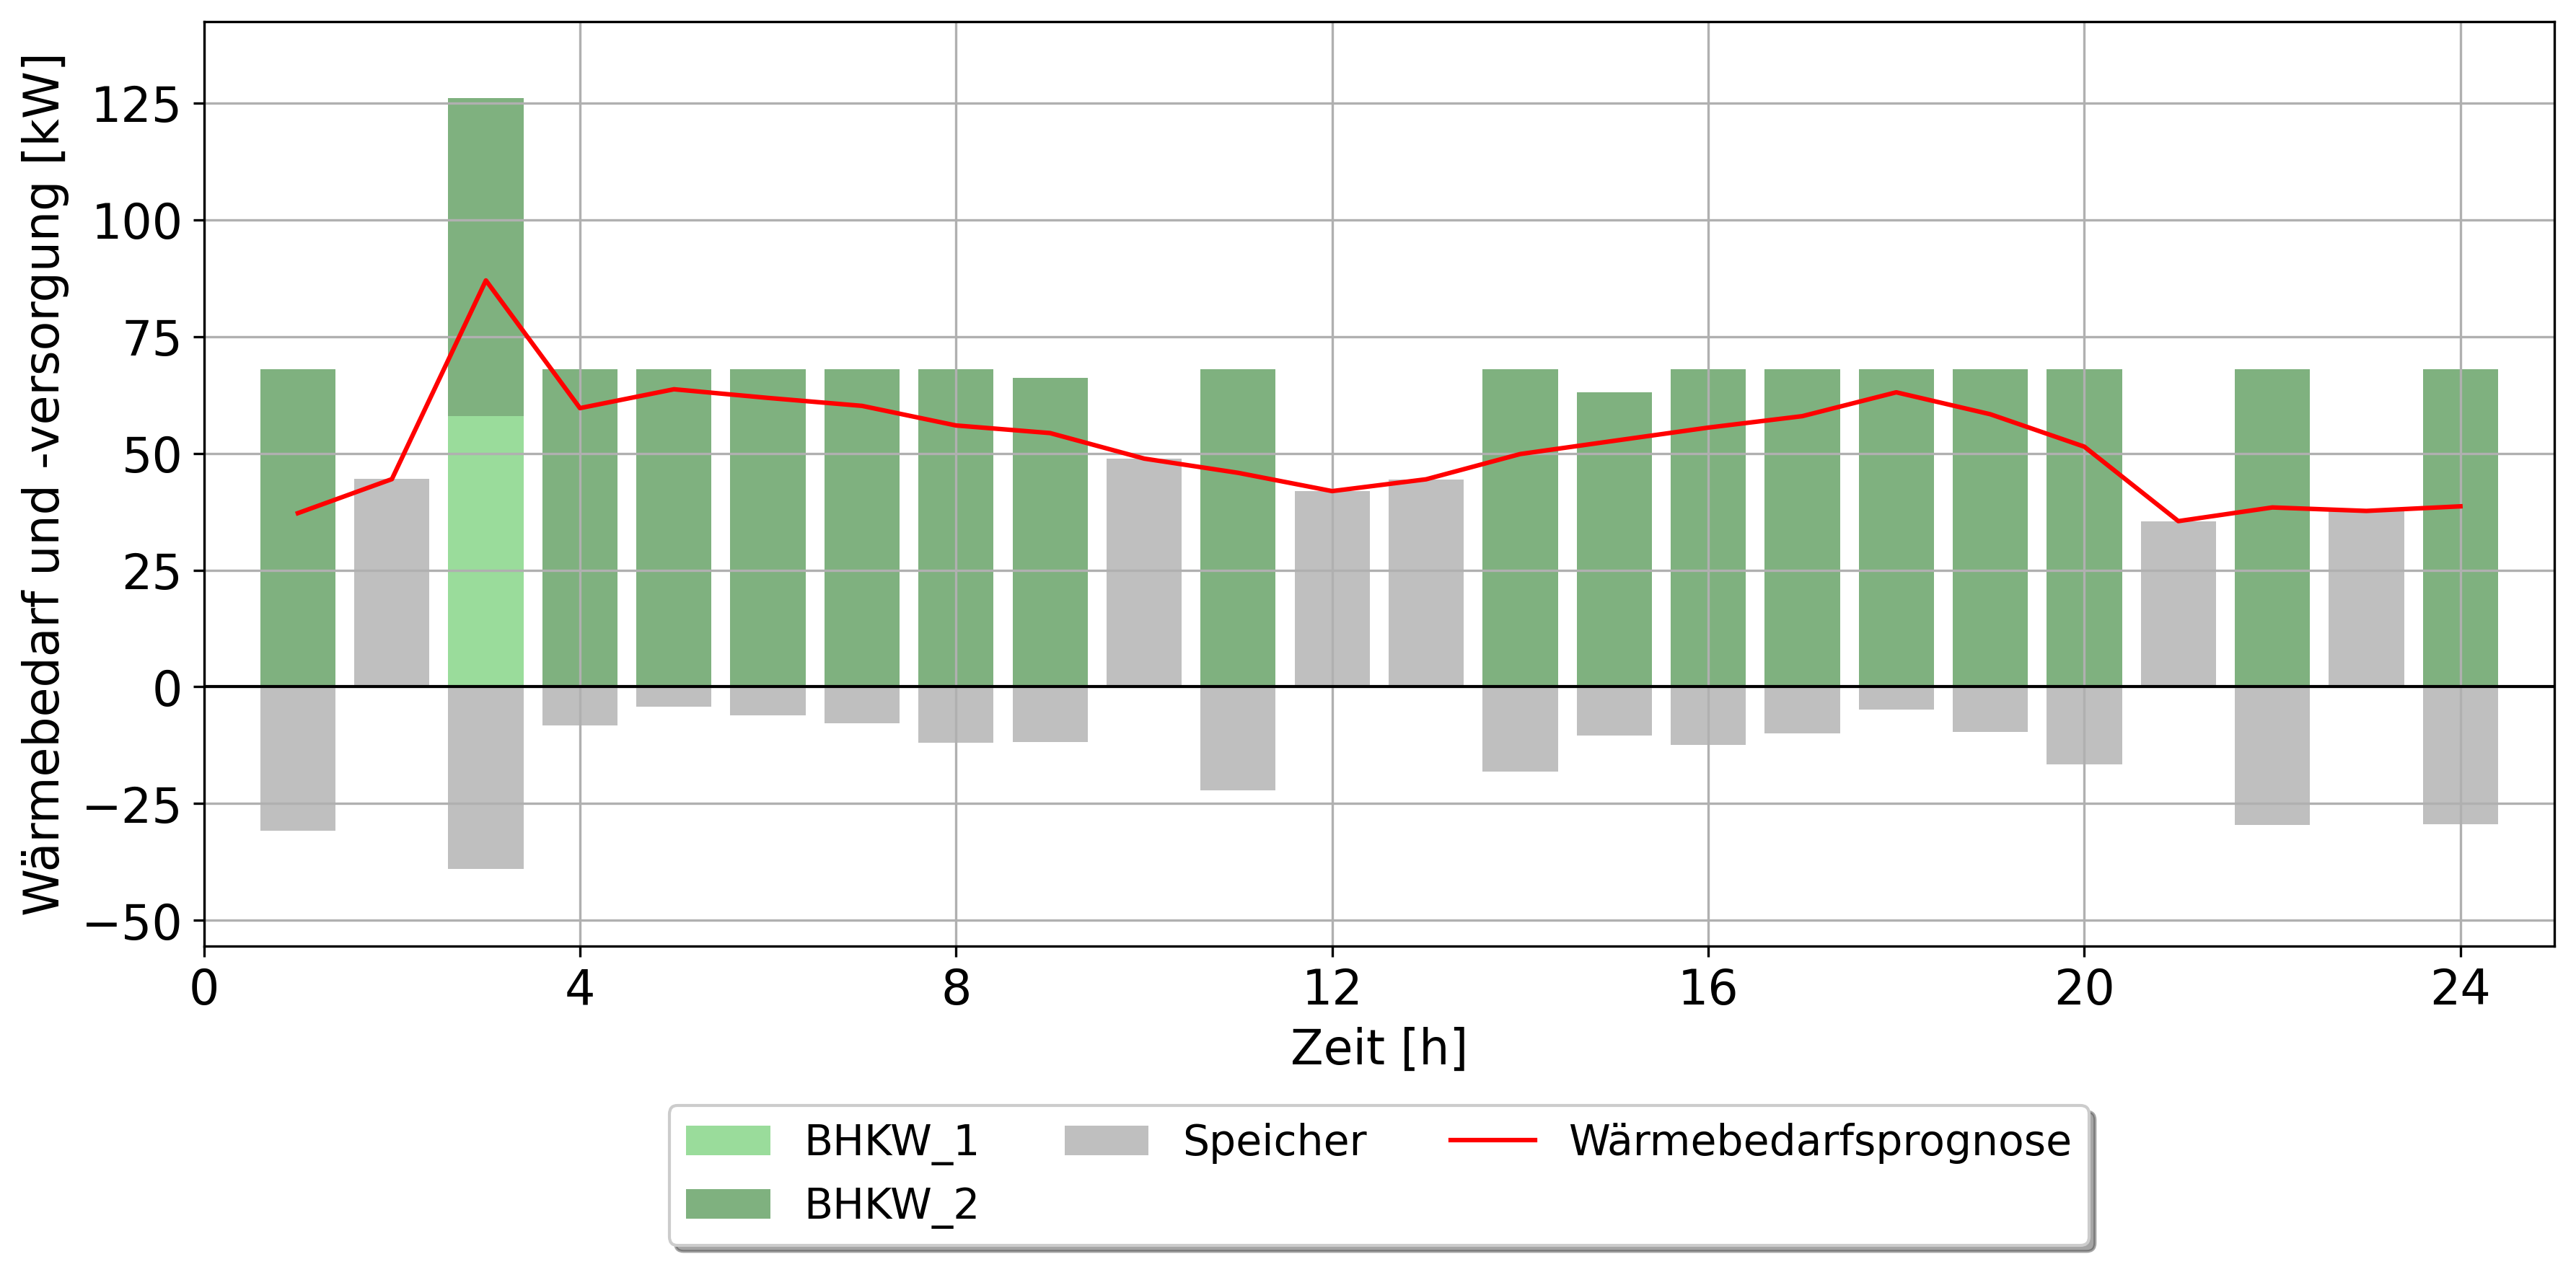 Wärmebedarf und -versorgung [kW]
125
100
75
50
25
0
−25
−50
0 4 8 12 16 20 24
Zeit [h]
BHKW_1 Speicher Wärmebedarfsprognose
BHKW_2